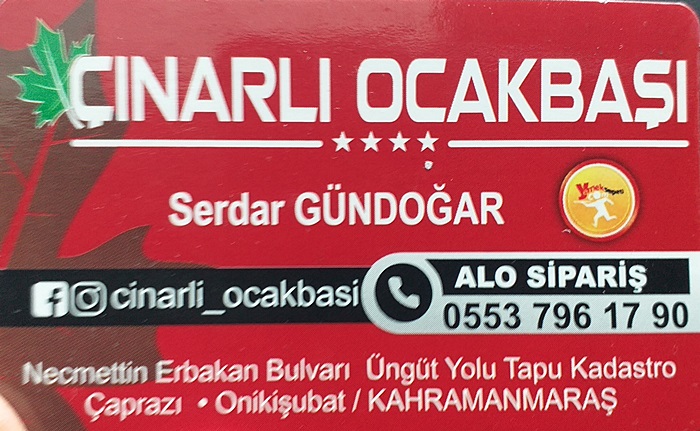 ÇINARLI OCAKBAŞI
Serdar GÜNDOĞAR
Yemeksepeti
cinarli_ocakbasi
ALO SİPARİŞ
0553 796 17 90
Necmettin Erbakan Bulvarı Üngüt Yolu Tapu Kadastro
Çaprazı • Onikişubat / KAHRAMANMARAŞ